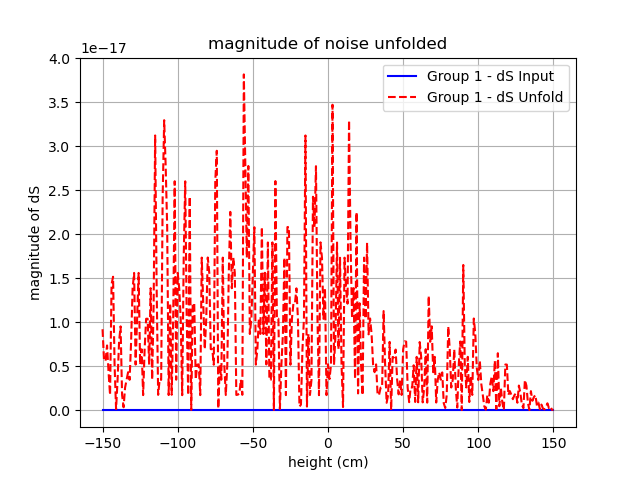 magnitude of noise unfolded
1e−17
Group 1 - dS Input
Group 1 - dS Unfold
4.0
3.5
3.0
2.5
2.0
1.5
1.0
0.5
0.0
magnitude of dS
−150
−100
−50
0
50
100
150
height (cm)